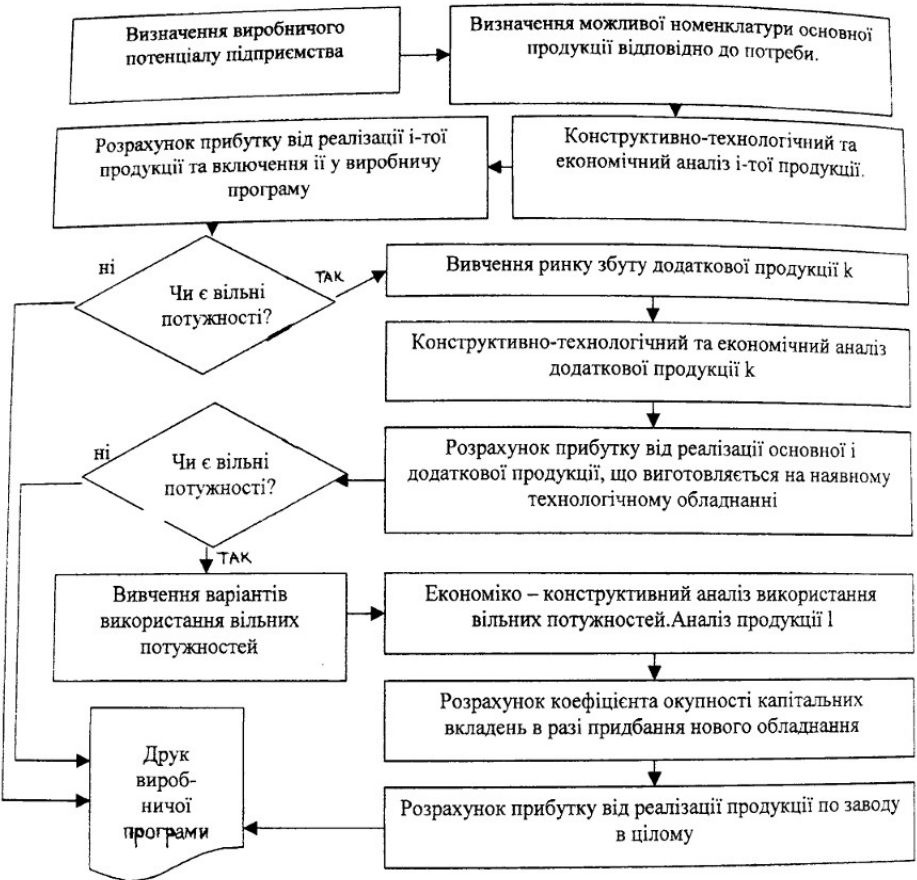 Визначення виробничого
потенціалу підприємства
Визначення можливої номенклатури основної
продукції відповідно до потреби.
Конструктивно-технологічний та
економічний аналіз і-тої продукції.
Розрахунок прибутку від реалізації і-тої
продукції та включення її у виробничу
програму
Чи є вільні
потужності?
ні
ТАК
Вивчення ринку збуту додаткової продукції k
Конструктивно-технологічний та економічний аналіз
додаткової продукції k
Розрахунок прибутку від реалізації основної і
додаткової продукції, що виготовляється на наявному
технологічному обладнанні
Чи є вільні
потужності?
ні
ТАК
Вивчення варіантів
використання вільних
потужностей
Економіко – конструктивний аналіз використання
вільних потужностей.Аналіз продукції l
Розрахунок коефіцієнта окупності капітальних
вкладень в разі придбання нового обладнання
Розрахунок прибутку від реалізації продукції по заводу
в цілому
Друк
вироб-
ничої
програми